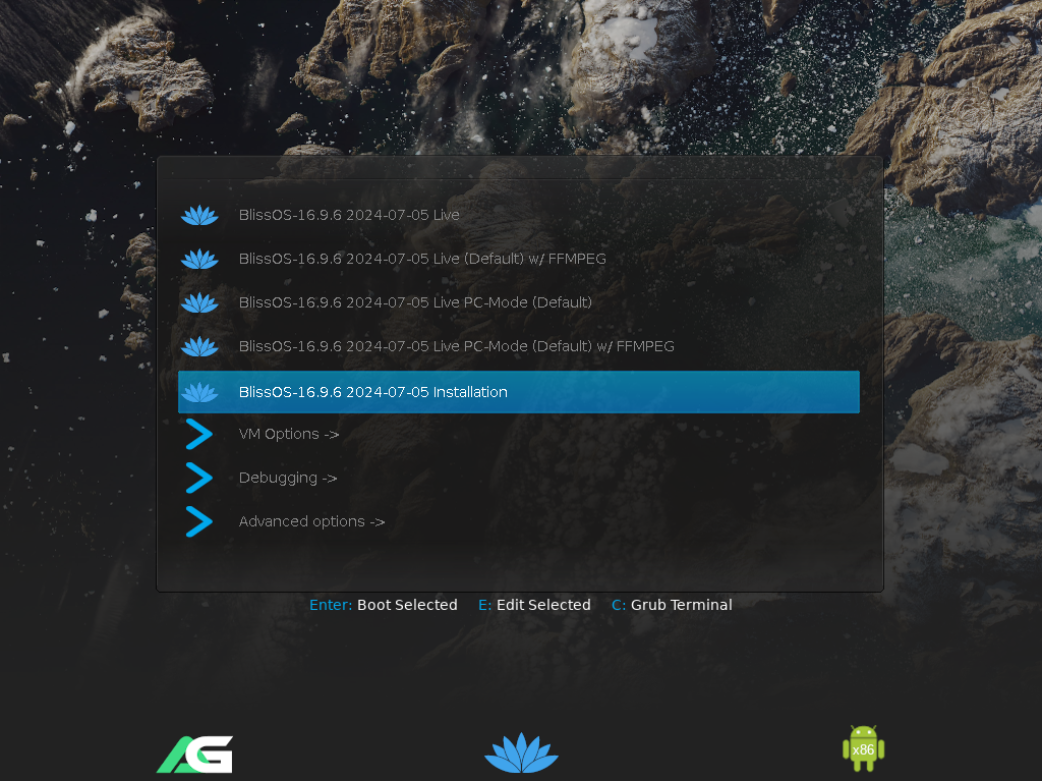 BlissOS-16.9.6 2024-07-05 Live
BlissOS-16.9.6 2024-07-05 Live (Default) w/ FFMPEG
BlissOS-16.9.6 2024-07-05 Live PC-Mode (Default)
BlissOS-16.9.6 2024-07-05 Live PC-Mode (Default) w/ FFMPEG
BlissOS-16.9.6 2024-07-05 Installation
VM Options ->
Debugging ->
Advanced options ->
Enter: Boot Selected E: Edit Selected C: Grub Terminal
AG x86